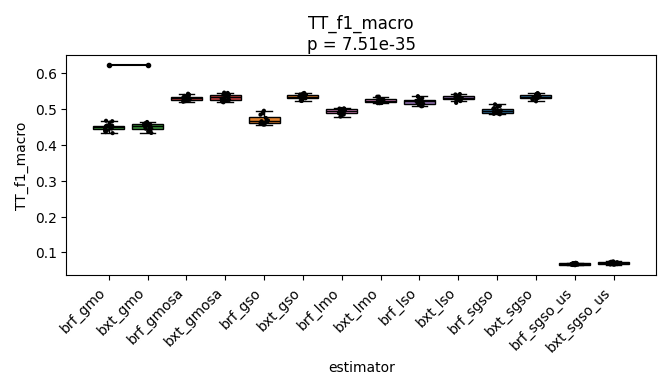 TT_f1_macro
p = 7.51e-35
TT_f1_macro
0.6
0.5
0.4
0.3
0.2
0.1
brf_gmo
bxt_gmo
brf_gmosa
bxt_gmosa
brf_gso
bxt_gso
brf_lmo
bxt_lmo
brf_lso
bxt_lso
brf_sgso
bxt_sgso
brf_sgso_us
bxt_sgso_us
estimator